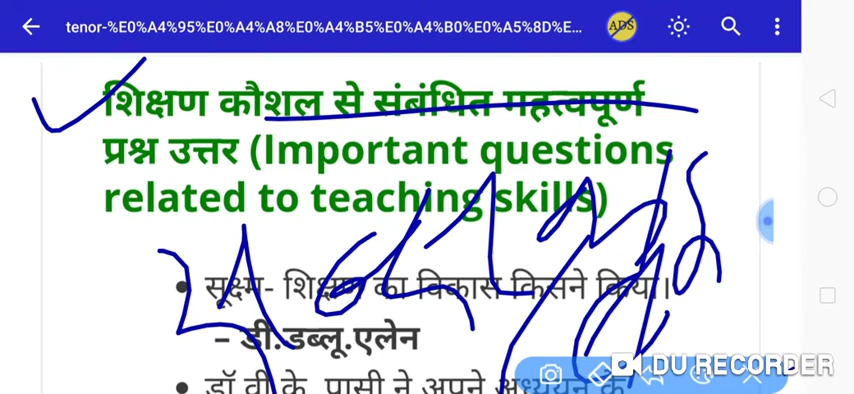 tenor-%E0%A4%95%E0%A4%A8%E0%A4%B5%E0%A4%B0%E0%A5%8D%E...
ADS
शिक्षण कौशल से संबंधित महत्वपूर्ण
प्रश्न उत्तर (Important questions
related to teaching skills)
• सूक्ष्म- शिक्षण का विकास किसने किया।
– डी.डब्लू.एलेन
• डॉ वी के पासी ने अपने अध्ययन के
DU RECORDER